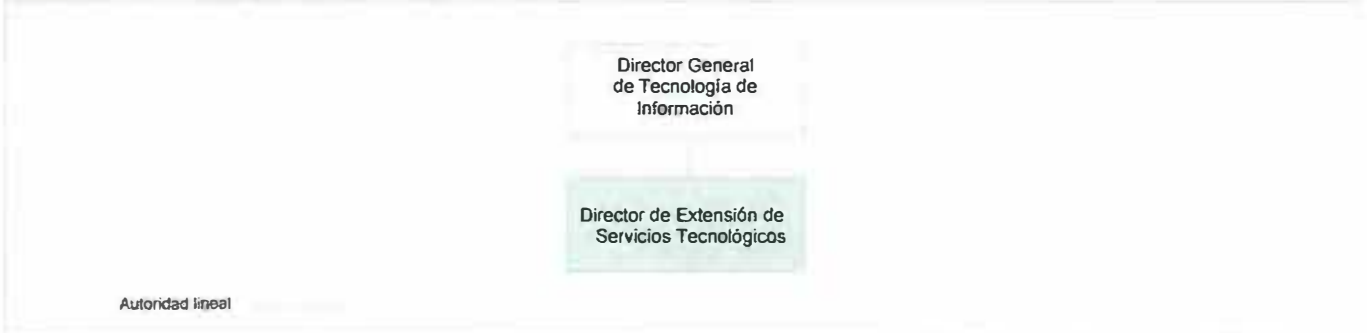 Director General
de Tecnología de
Información
Director de Extensión de
Servicios Tecnológicos
Autoridad lineal